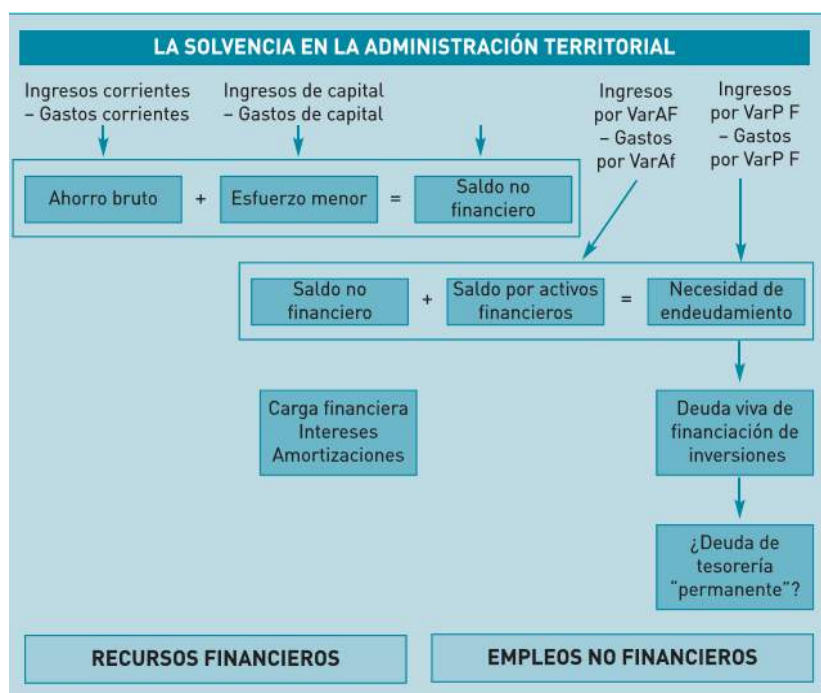 LA SOLVENCIA EN LA ADMINISTRACIÓN TERRITORIAL
Ingresos corrientes
– Gastos corrientes
Ingresos de capital
– Gastos de capital
Ingresos
por VarAF
– Gastos
por VarAf
Ingresos
por VarP F
– Gastos
por VarP F
Ahorro bruto
+
Esfuerzo menor
=
Saldo no
financiero
Saldo no
financiero
+
Saldo por activos
financieros
=
Necesidad de
endeudamiento
Carga financiera
Intereses
Amortizaciones
Deuda viva de
financiación de
inversiones
¿Deuda de
tesorería
"permanente"?
RECURSOS FINANCIEROS
EMPLEOS NO FINANCIEROS